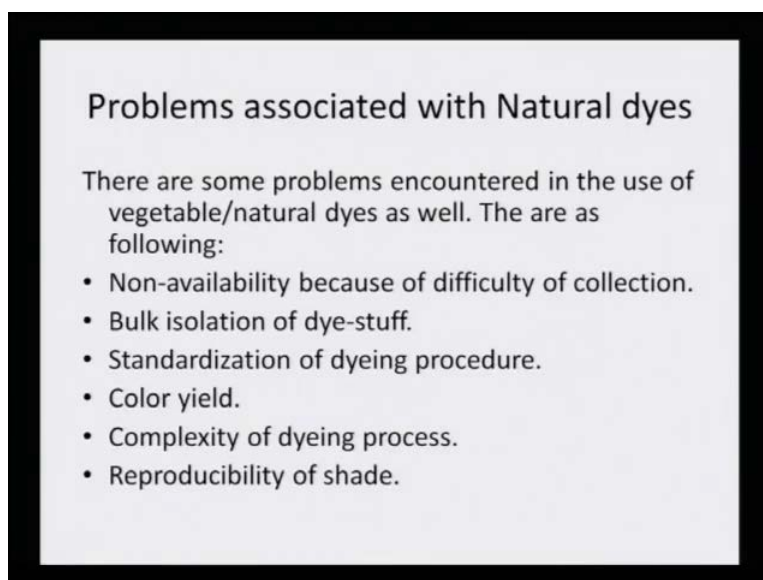 Problems associated with Natural dyes
There are some problems encountered in the use of
vegetable/natural dyes as well. The are as
following:
• Non-availability because of difficulty of collection.
• Bulk isolation of dye-stuff.
• Standardization of dyeing procedure.
• Color yield.
• Complexity of dyeing process.
• Reproducibility of shade.